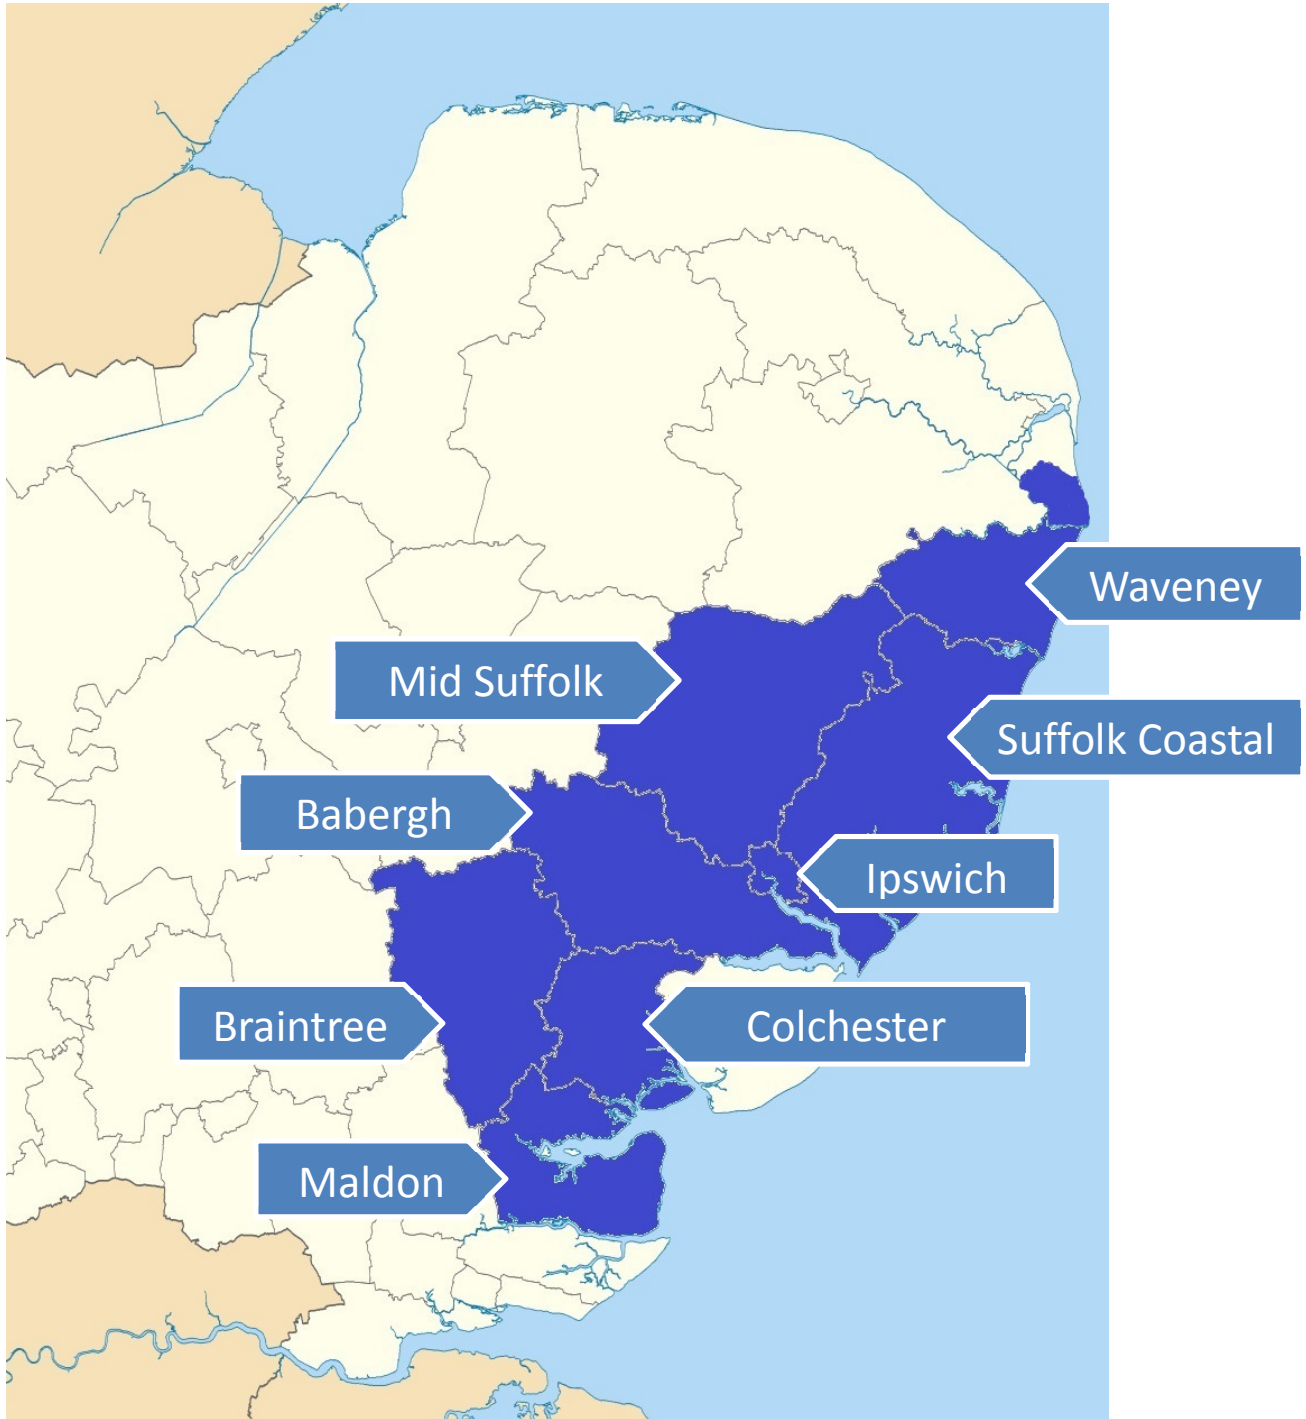 Waveney
Mid Suffolk
Suffolk Coastal
Babergh
Ipswich
Braintree
Colchester
Maldon